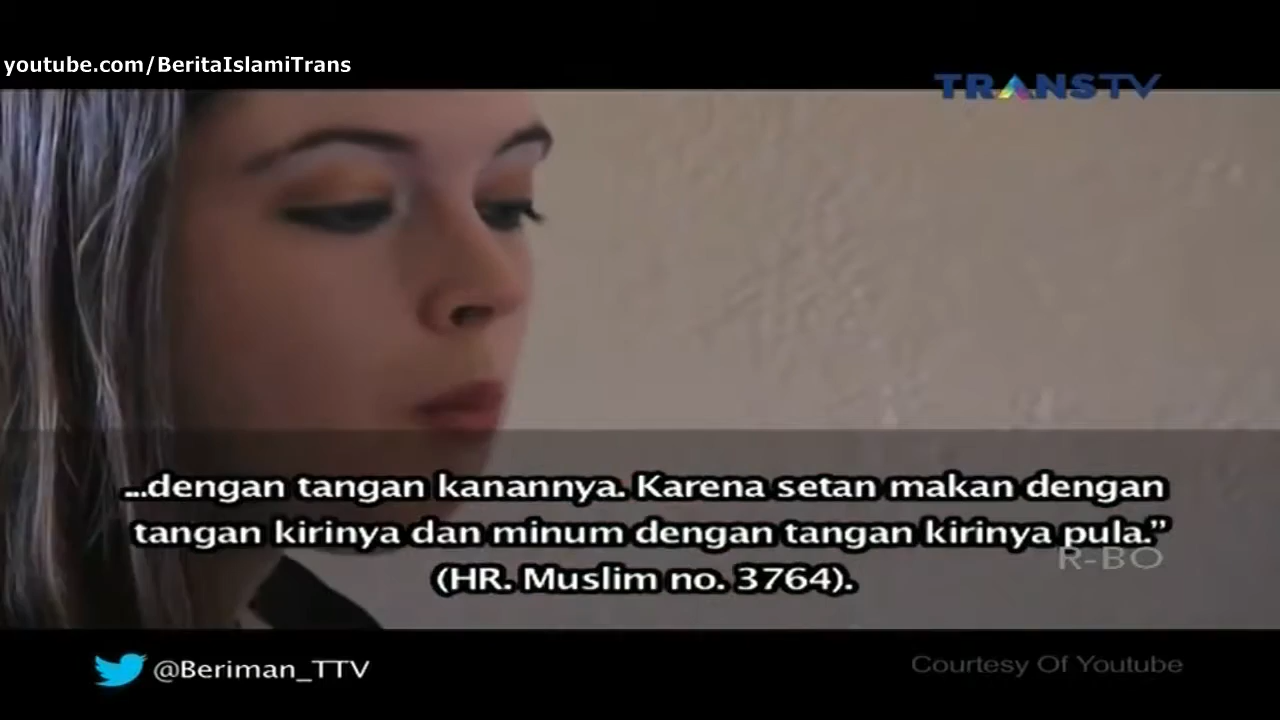 youtube.com/BeritaIslamiTrans
TRANSTV
...dengan tangan kanannya. Karena setan makan dengan
tangan kirinya dan minum dengan tangan kirinya pula.”
R-BO
(HR. Muslim no. 3764).
@Beriman_TTV
Courtesy Of Youtube